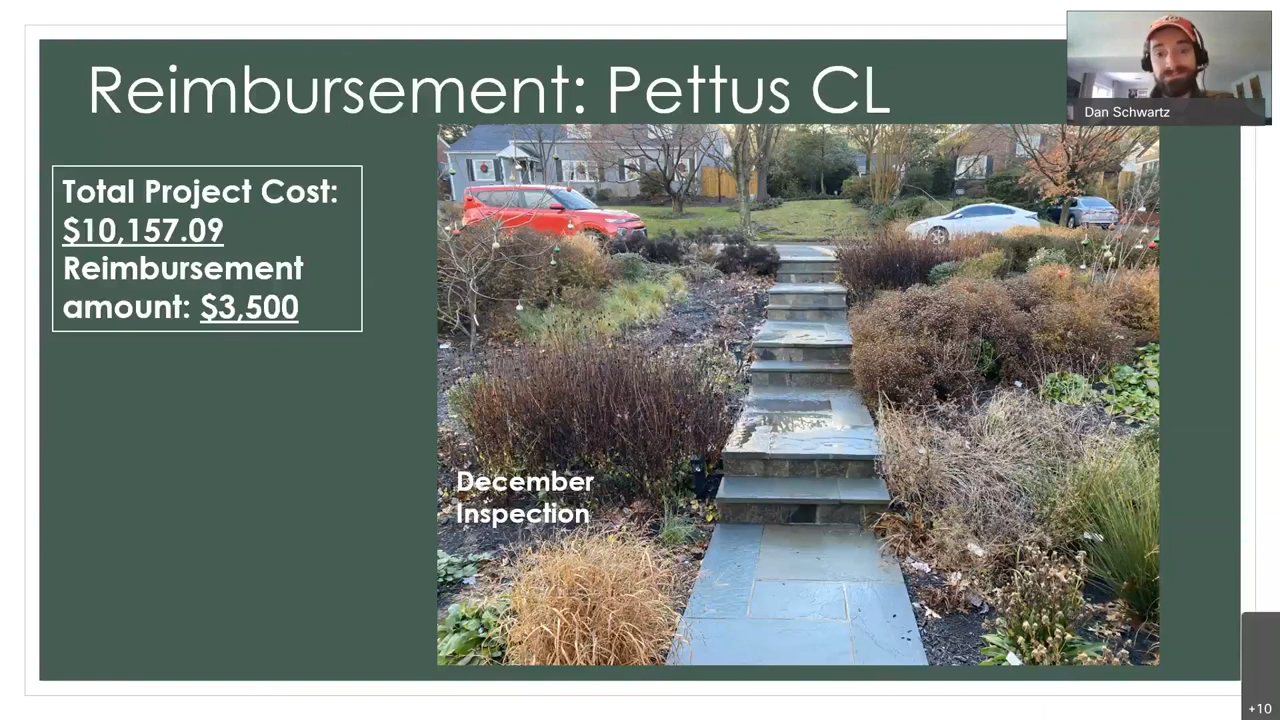 Reimbursement: Pettus CL
Dan Schwartz
Total Project Cost:
$10,157.09
Reimbursement
amount: $3,500
December
Inspection
+10